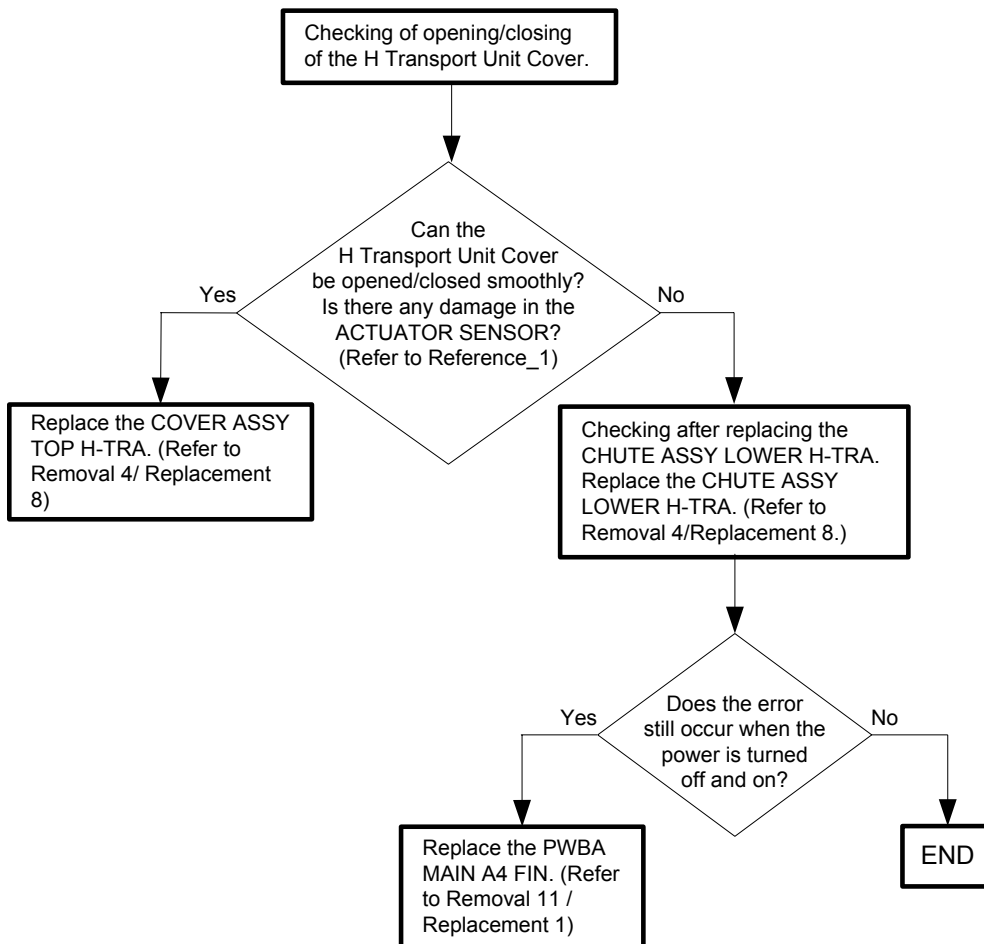 Checking of opening/closing
of the H Transport Unit Cover.
Can the
H Transport Unit Cover
be opened/closed smoothly?
Is there any damage in the
ACTUATOR SENSOR?
(Refer to Reference_1)
Yes
No
Replace the COVER ASSY
TOP H-TRA. (Refer to
Removal 4/ Replacement
8)
Checking after replacing the
CHUTE ASSY LOWER H-TRA.
Replace the CHUTE ASSY
LOWER H-TRA. (Refer to
Removal 4/Replacement 8.)
Does the error
still occur when the
power is turned
off and on?
Yes
No
Replace the PWBA
MAIN A4 FIN. (Refer
to Removal 11 /
Replacement 1)
END